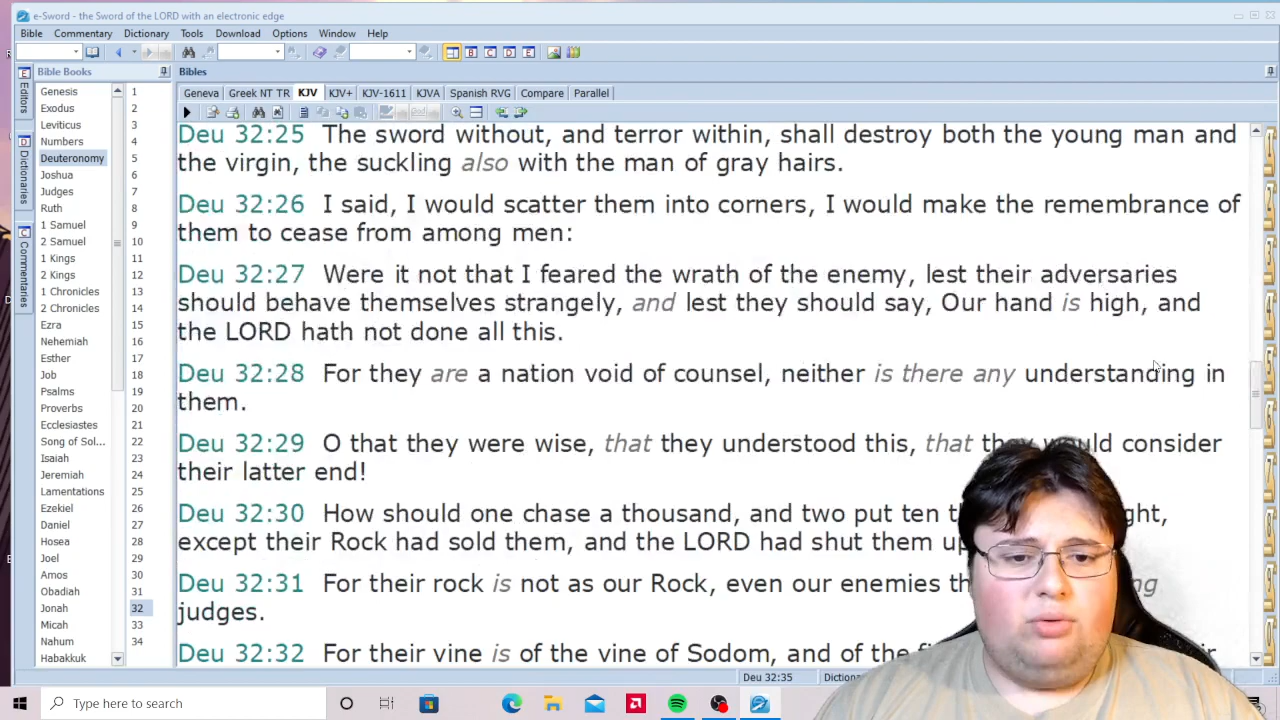 e-Sword - the Sword of the LORD with an electronic edge
Bible Commentary Dictionary Tools Download Options Window Help
Bible Books
Bibles
Editors
Dictionaries
Commentaries
Genesis 1
Exodus 2
Leviticus 3
Numbers 4
Deuteronomy 5
Joshua 6
Judges 7
Ruth 8
1 Samuel 9
2 Samuel 10
1 Kings 11
2 Kings 12
1 Chronicles 13
2 Chronicles 14
Ezra 15
Nehemiah 16
Esther 17
Job 18
Psalms 19
Proverbs 20
Ecclesiastes 21
Song of Sol... 22
Isaiah 23
Jeremiah 24
Lamentations 25
Ezekiel 26
Daniel 27
Hosea 28
Joel 29
Amos 30
Obadiah 31
Jonah 32
Micah 33
Nahum 34
Habakkuk
Geneva Greek NT TR KJV KJV+ KJV-1611 KJVA Spanish RVG Compare Parallel
Deu 32:25 The sword without, and terror within, shall destroy both the young man and
the virgin, the suckling also with the man of gray hairs.
Deu 32:26 I said, I would scatter them into corners, I would make the remembrance of
them to cease from among men:
Deu 32:27 Were it not that I feared the wrath of the enemy, lest their adversaries
should behave themselves strangely, and lest they should say, Our hand is high, and
the LORD hath not done all this.
Deu 32:28 For they are a nation void of counsel, neither is there any understanding in
them.
Deu 32:29 O that they were wise, that they understood this, that they would consider
their latter end!
Deu 32:30 How should one chase a thousand, and two put ten
except their Rock had sold them, and the LORD had shut them
Deu 32:31 For their rock is not as our Rock, even our enemies
judges.
Deu 32:32 For their vine is of the vine of Sodom, and of the
Deu 32:35
Type here to search